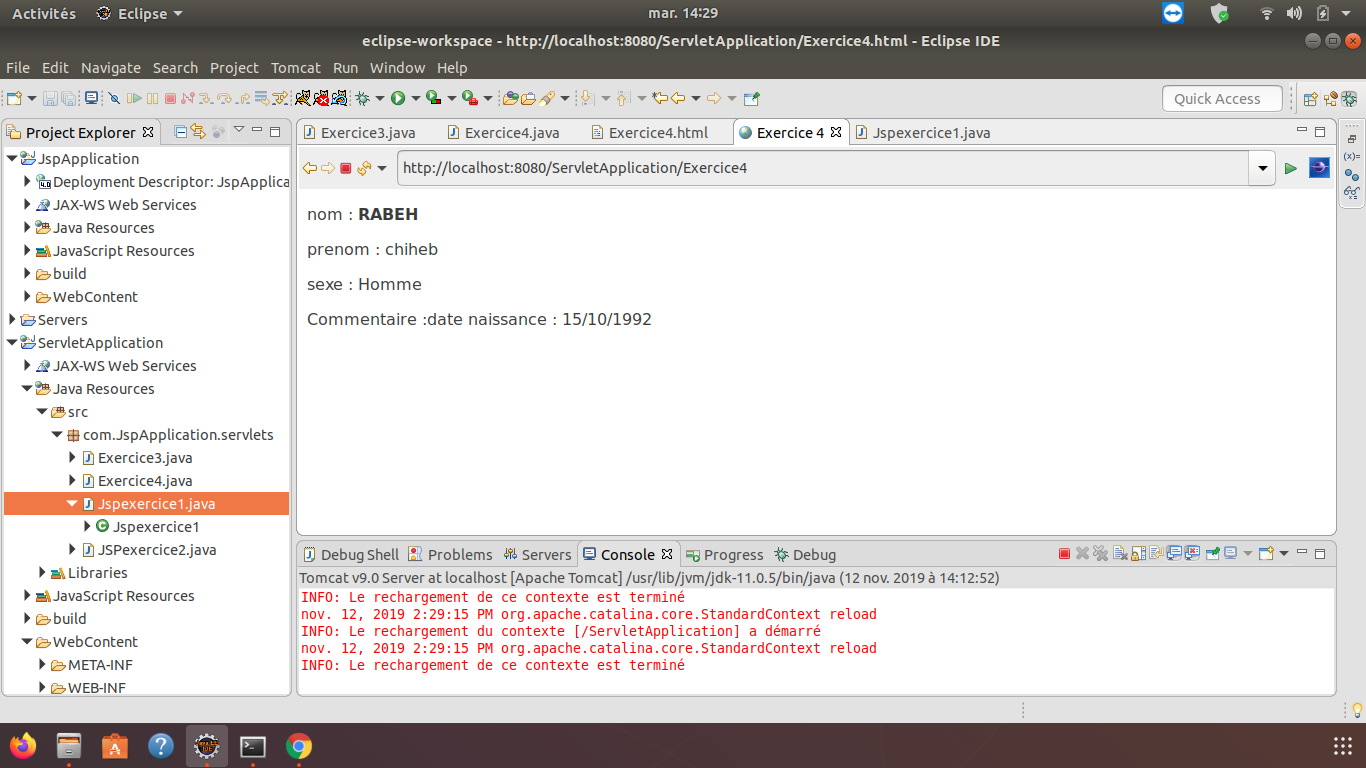 Activités Eclipse mar. 14:29
eclipse-workspace - http://localhost:8080/ServletApplication/Exercice4.html - Eclipse IDE
File Edit Navigate Search Project Tomcat Run Window Help
Quick Access
Project Explorer
JspApplication
Deployment Descriptor: JspApplica
JAX-WS Web Services
Java Resources
JavaScript Resources
build
WebContent
Servers
ServletApplication
JAX-WS Web Services
Java Resources
src
com.JspApplication.servlets
Exercice3.java
Exercice4.java
Jspexercice1.java
Jspexercice1
JSPexercice2.java
Libraries
JavaScript Resources
build
WebContent
META-INF
WEB-INF
Exercice3.java Exercice4.java Exercice4.html Exercice 4 Jspexercice1.java
http://localhost:8080/ServletApplication/Exercice4
nom : RABEH
prenom : chiheb
sexe : Homme
Commentaire :date naissance : 15/10/1992
Debug Shell Problems Servers Console Progress Debug
Tomcat v9.0 Server at localhost [Apache Tomcat] /usr/lib/jvm/jdk-11.0.5/bin/java (12 nov. 2019 à 14:12:52)
INFO: Le rechargement de ce contexte est terminé
nov. 12, 2019 2:29:15 PM org.apache.catalina.core.StandardContext reload
INFO: Le rechargement du contexte [/ServletApplication] a démarré
nov. 12, 2019 2:29:15 PM org.apache.catalina.core.StandardContext reload
INFO: Le rechargement de ce contexte est terminé